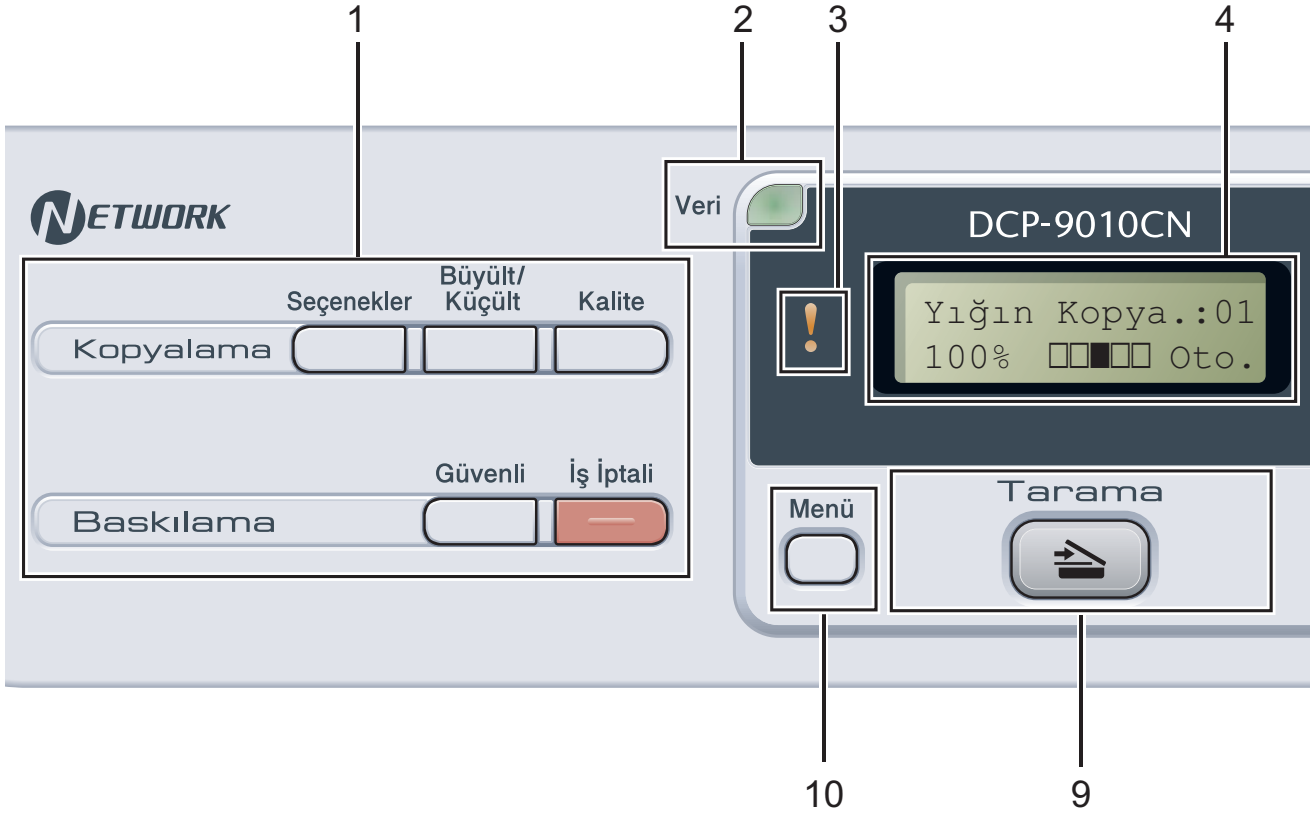 1
2
3
4
NETWORK
Veri
DCP-9010CN
Seçenekler
Büyült/
Küçült
Kalite
Kopyalama
Yığın Kopya.:01
100% □□■□□ Oto.
Güvenli
İş İptali
Baskılama
Menü
Tarama
10
9